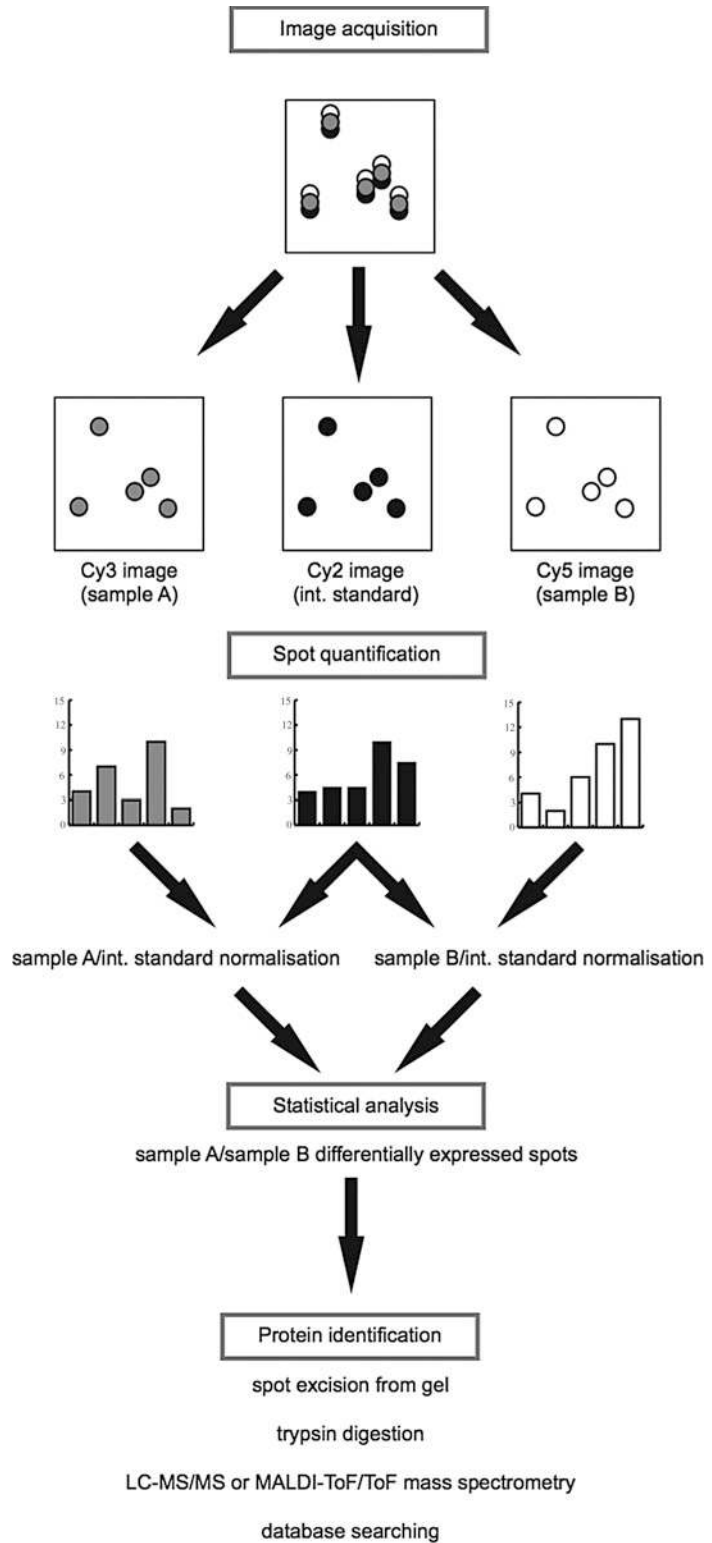 Image acquisition
Cy3 image
(sample A)
Cy2 image
(int. standard)
Cy5 image
(sample B)
Spot quantification
15
12
9
6
3
0
15
12
9
6
3
0
15
12
9
6
3
0
sample A/int. standard normalisation
sample B/int. standard normalisation
Statistical analysis
sample A/sample B differentially expressed spots
Protein identification
spot excision from gel
trypsin digestion
LC-MS/MS or MALDI-ToF/ToF mass spectrometry
database searching